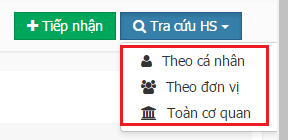 Tiếp nhận Tra cứu HS
Theo cá nhân
Theo đơn vị
Toàn cơ quan